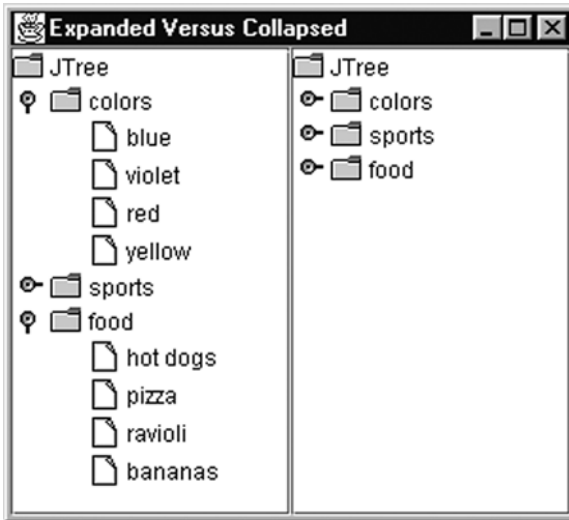 Expanded Versus Collapsed
JTree
colors
blue
violet
red
yellow
sports
food
hot dogs
pizza
ravioli
bananas
JTree
colors
sports
food